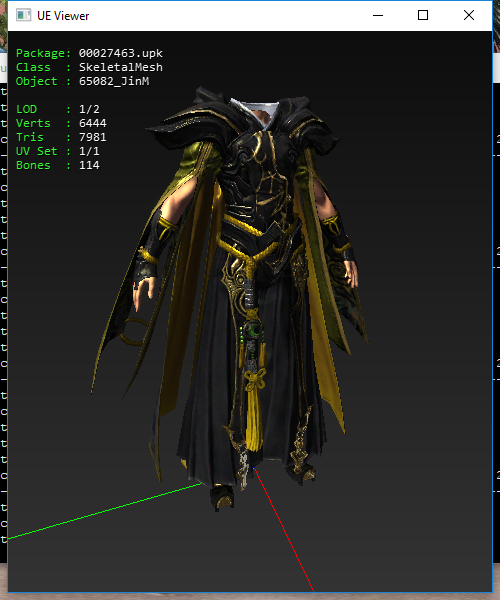 UE Viewer
Package: 00027463.upk
Class : SkeletalMesh
Object : 65082_JinM
LOD : 1/2
Verts : 6444
Tris : 7981
UV Set : 1/1
Bones : 114